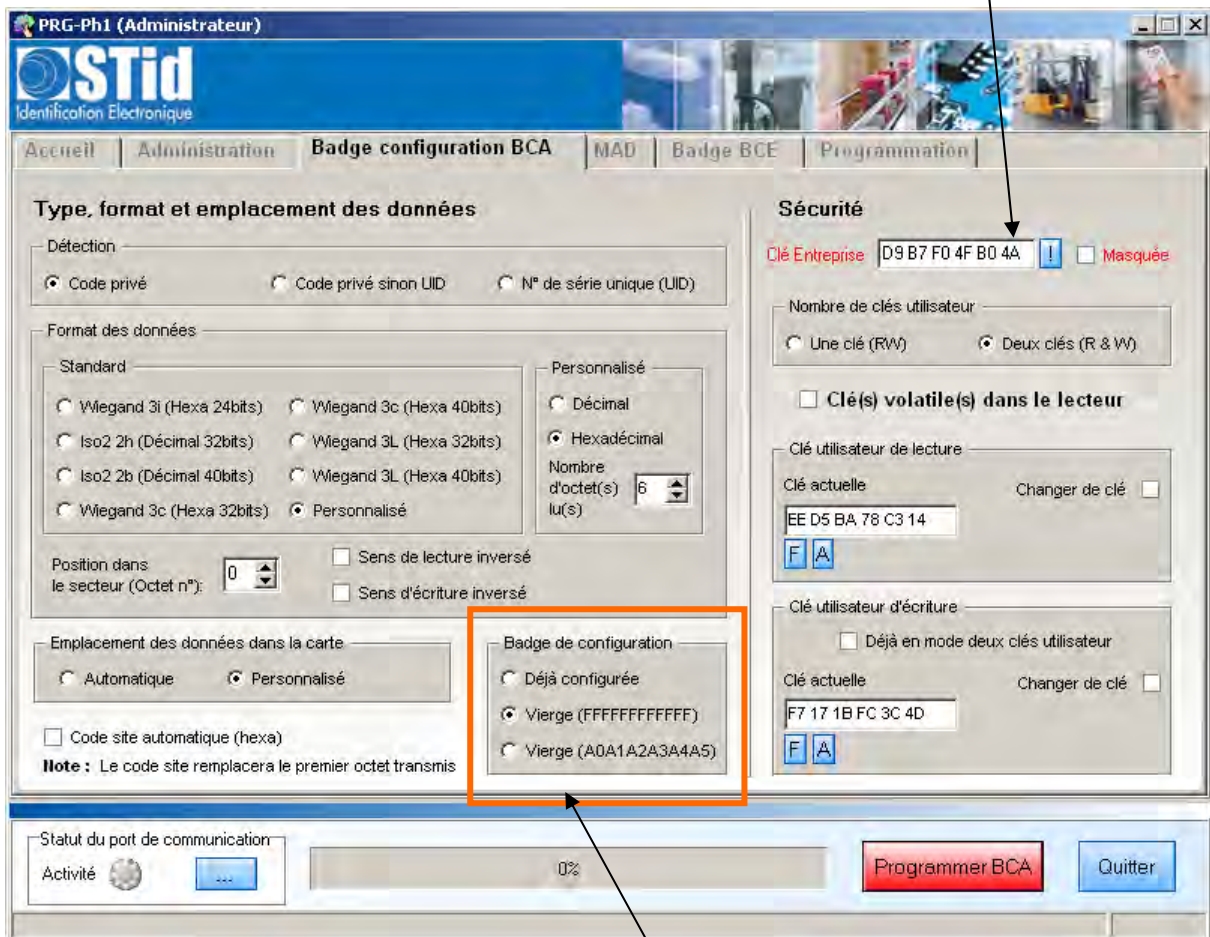 PRG-Ph1 (Administrateur)
STid
Identification Electronique
Accueil
Administration
Badge configuration BCA
MAD
Badge BCE
Programmation
Type, format et emplacement des données
Détection
Code privé
Code privé sinon UID
N° de série unique (UID)
Format des données
Standard
Wiegand 3i (Hexa 24bits)
Wiegand 3c (Hexa 40bits)
Iso2 2h (Décimal 32bits)
Wiegand 3L (Hexa 32bits)
Iso2 2b (Décimal 40bits)
Wiegand 3L (Hexa 40bits)
Wiegand 3c (Hexa 32bits)
Personnalisé
Personnalisé
Décimal
Hexadécimal
Nombre
d'octet(s) 6
lu(s)
Position dans
le secteur (Octet n°): 0
Sens de lecture inversé
Sens d'écriture inversé
Emplacement des données dans la carte
Automatique
Personnalisé
Code site automatique (hexa)
Note : Le code site remplacera le premier octet transmis
Badge de configuration
Déjà configurée
Vierge (FFFFFFFFFFFF)
Vierge (A0A1A2A3A4A5)
Sécurité
Clé Entreprise D9 B7 F0 4F B0 4A ! Masquée
Nombre de clés utilisateur
Une clé (RW)
Deux clés (R & W)
Clé(s) volatile(s) dans le lecteur
Clé utilisateur de lecture
Clé actuelle
Changer de clé
EE D5 BA 78 C3 14
F A
Clé utilisateur d'écriture
Déjà en mode deux clés utilisateur
Clé actuelle
Changer de clé
F7 17 1B FC 3C 4D
F A
Statut du port de communication
Activité ...
0%
Programmer BCA
Quitter